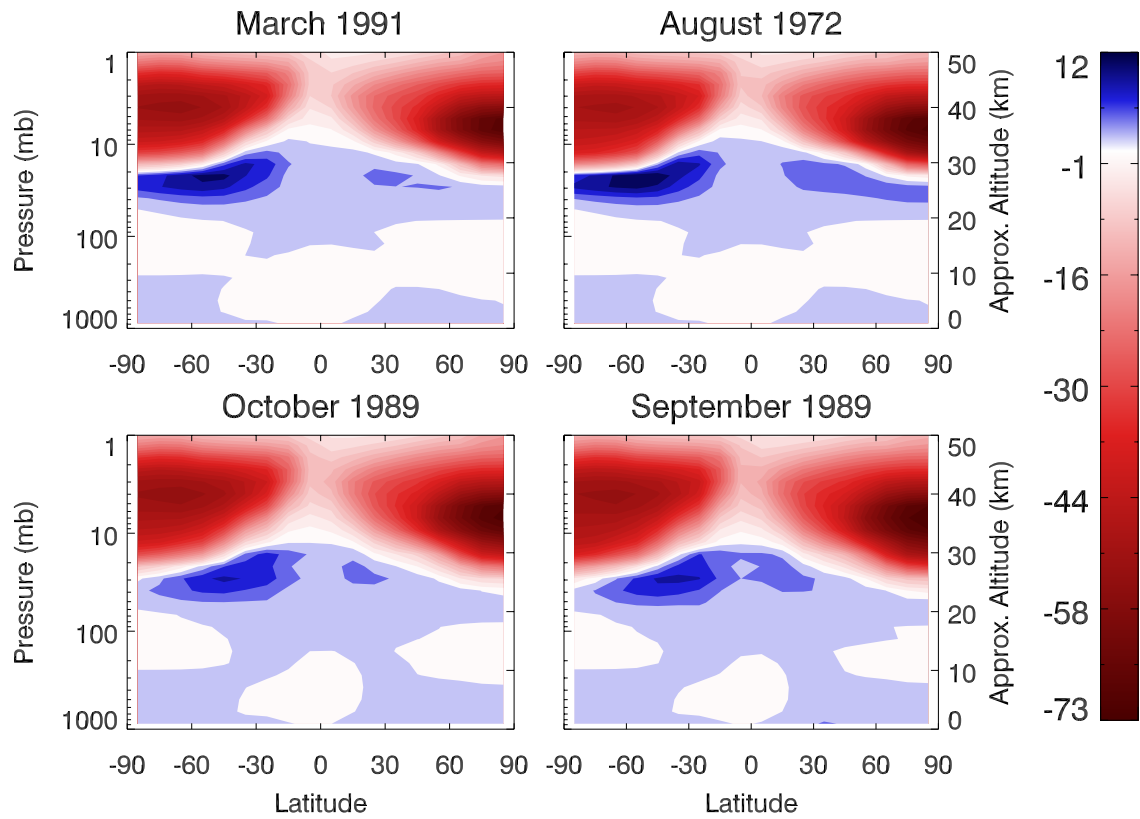 March 1991
August 1972
Pressure (mb)
1
10
100
1000
-90 -60 -30 0 30 60 90
50
40
30
20
10
0
Approx. Altitude (km)
-90 -60 -30 0 30 60 90
October 1989
September 1989
Pressure (mb)
1
10
100
1000
-90 -60 -30 0 30 60 90
Latitude
50
40
30
20
10
0
Approx. Altitude (km)
-90 -60 -30 0 30 60 90
Latitude
12
-1
-16
-30
-44
-58
-73